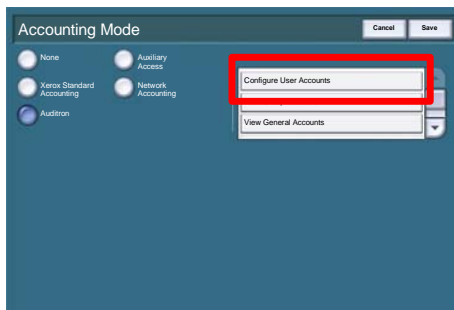 Accounting Mode
Cancel
Save
None
Auxiliary
Access
Xerox Standard
Accounting
Network
Accounting
Auditron
Configure User Accounts
View General Accounts